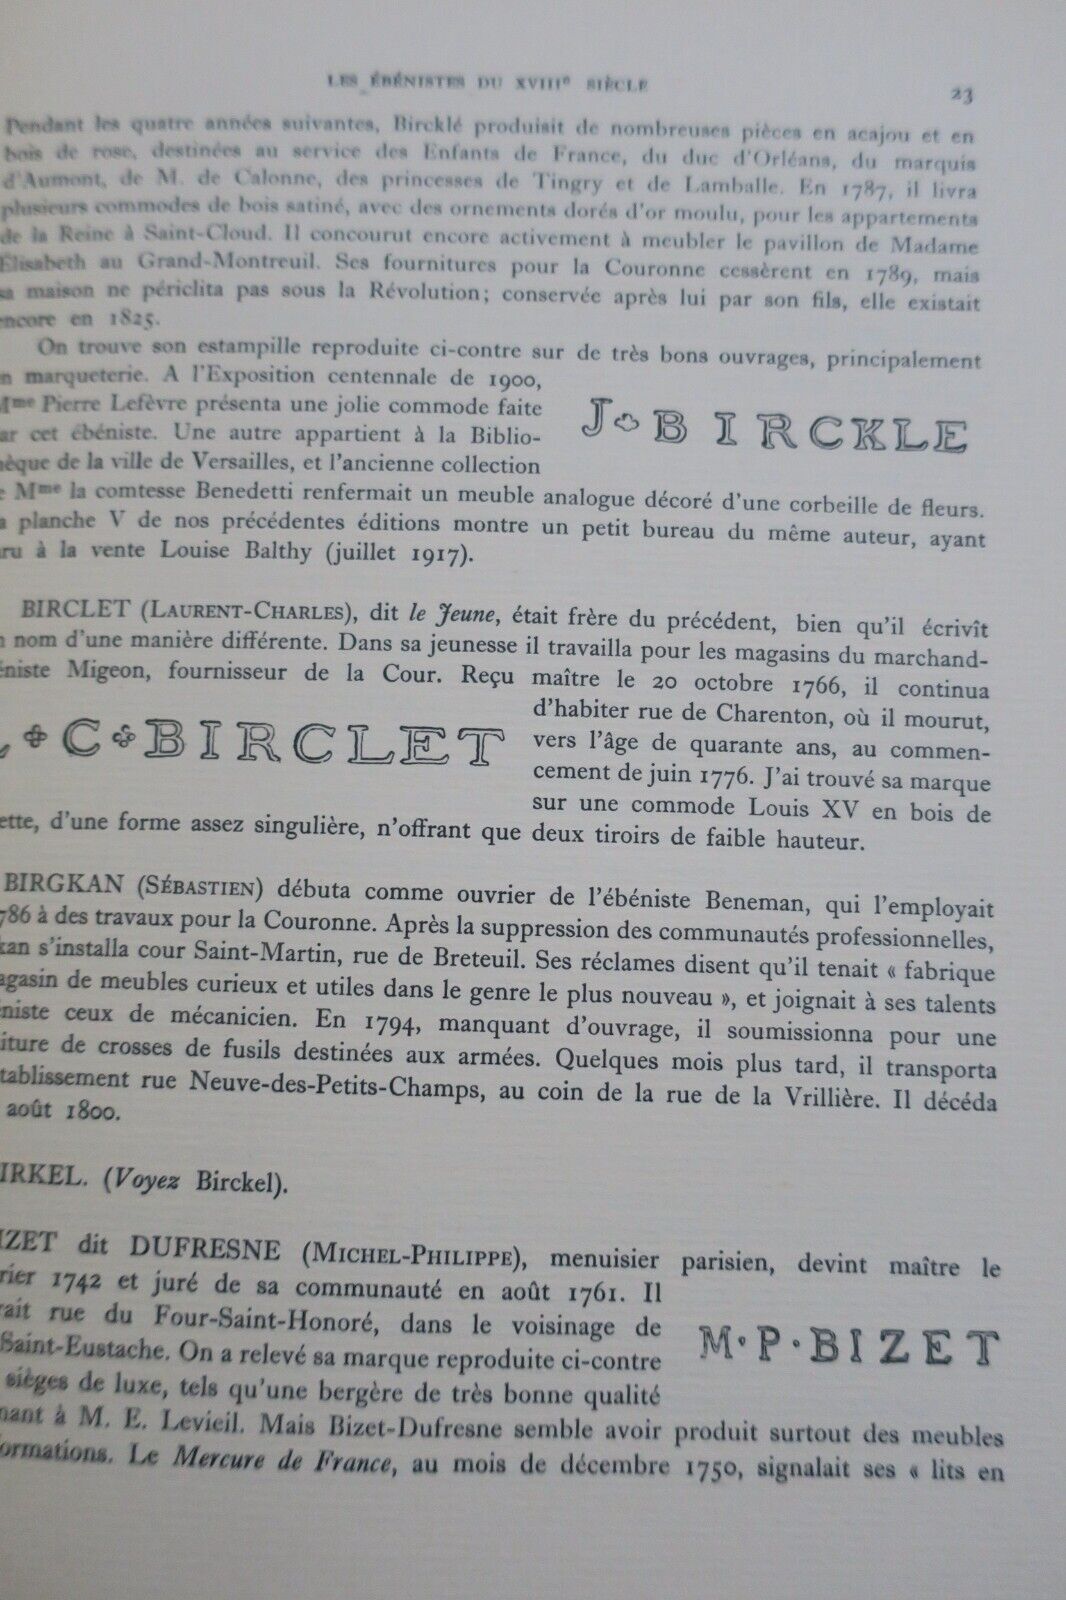 LES ÉBÉNISTES DU XVIIIe SIÈCLE 23
Pendant les quatre années suivantes, Bircklé produisit de nombreuses pièces en acajou et en
bois de rose, destinées au service des Enfants de France, du duc d'Orléans, du marquis
d'Aumont, de M. de Calonne, des princesses de Tingry et de Lamballe. En 1787, il livra
plusieurs commodes de bois satiné, avec des ornements dorés d'or moulu, pour les appartements
de la Reine à Saint-Cloud. Il concourut encore activement à meubler le pavillon de Madame
Élisabeth au Grand-Montreuil. Ses fournitures pour la Couronne cessèrent en 1789, mais
sa maison ne périclita pas sous la Révolution; conservée après lui par son fils, elle existait
encore en 1825.
On trouve son estampille reproduite ci-contre sur de très bons ouvrages, principalement
n marqueterie. A l'Exposition centennale de 1900,
Mme Pierre Lefèvre présenta une jolie commode faite
ar cet ébéniste. Une autre appartient à la Biblio-
hèque de la ville de Versailles, et l'ancienne collection
J BIRCKLE
e Mme la comtesse Benedetti renfermait un meuble analogue décoré d'une corbeille de fleurs.
a planche V de nos précédentes éditions montre un petit bureau du même auteur, ayant
ru à la vente Louise Balthy (juillet 1917).
BIRCLET (LAURENT-CHARLES), dit le Jeune, était frère du précédent, bien qu'il écrivît
n nom d'une manière différente. Dans sa jeunesse il travailla pour les magasins du marchand-
éniste Migeon, fournisseur de la Cour. Reçu maître le 20 octobre 1766, il continua
d'habiter rue de Charenton, où il mourut,
vers l'âge de quarante ans, au commen-
cement de juin 1776. J'ai trouvé sa marque
sur une commode Louis XV en bois de
L C BIRCLET
ette, d'une forme assez singulière, n'offrant que deux tiroirs de faible hauteur.
BIRGKAN (SÉBASTIEN) débuta comme ouvrier de l'ébéniste Beneman, qui l'employait
786 à des travaux pour la Couronne. Après la suppression des communautés professionnelles,
kan s'installa cour Saint-Martin, rue de Breteuil. Ses réclames disent qu'il tenait « fabrique
agasin de meubles curieux et utiles dans le genre le plus nouveau », et joignait à ses talents
éniste ceux de mécanicien. En 1794, manquant d'ouvrage, il soumissionna pour une
iture de crosses de fusils destinées aux armées. Quelques mois plus tard, il transporta
tablissement rue Neuve-des-Petits-Champs, au coin de la rue de la Vrillière. Il décéda
août 1800.
IRKEL. (Voyez Birckel).
IZET dit DUFRESNE (MICHEL-PHILIPPE), menuisier parisien, devint maître le
rier 1742 et juré de sa communauté en août 1761. Il
rait rue du Four-Saint-Honoré, dans le voisinage de
Saint-Eustache. On a relevé sa marque reproduite ci-contre
sièges de luxe, tels qu'une bergère de très bonne qualité
M·P·BIZET
nant à M. E. Levieil. Mais Bizet-Dufresne semble avoir produit surtout des meubles
formations. Le Mercure de France, au mois de décembre 1750, signalait ses « lits en